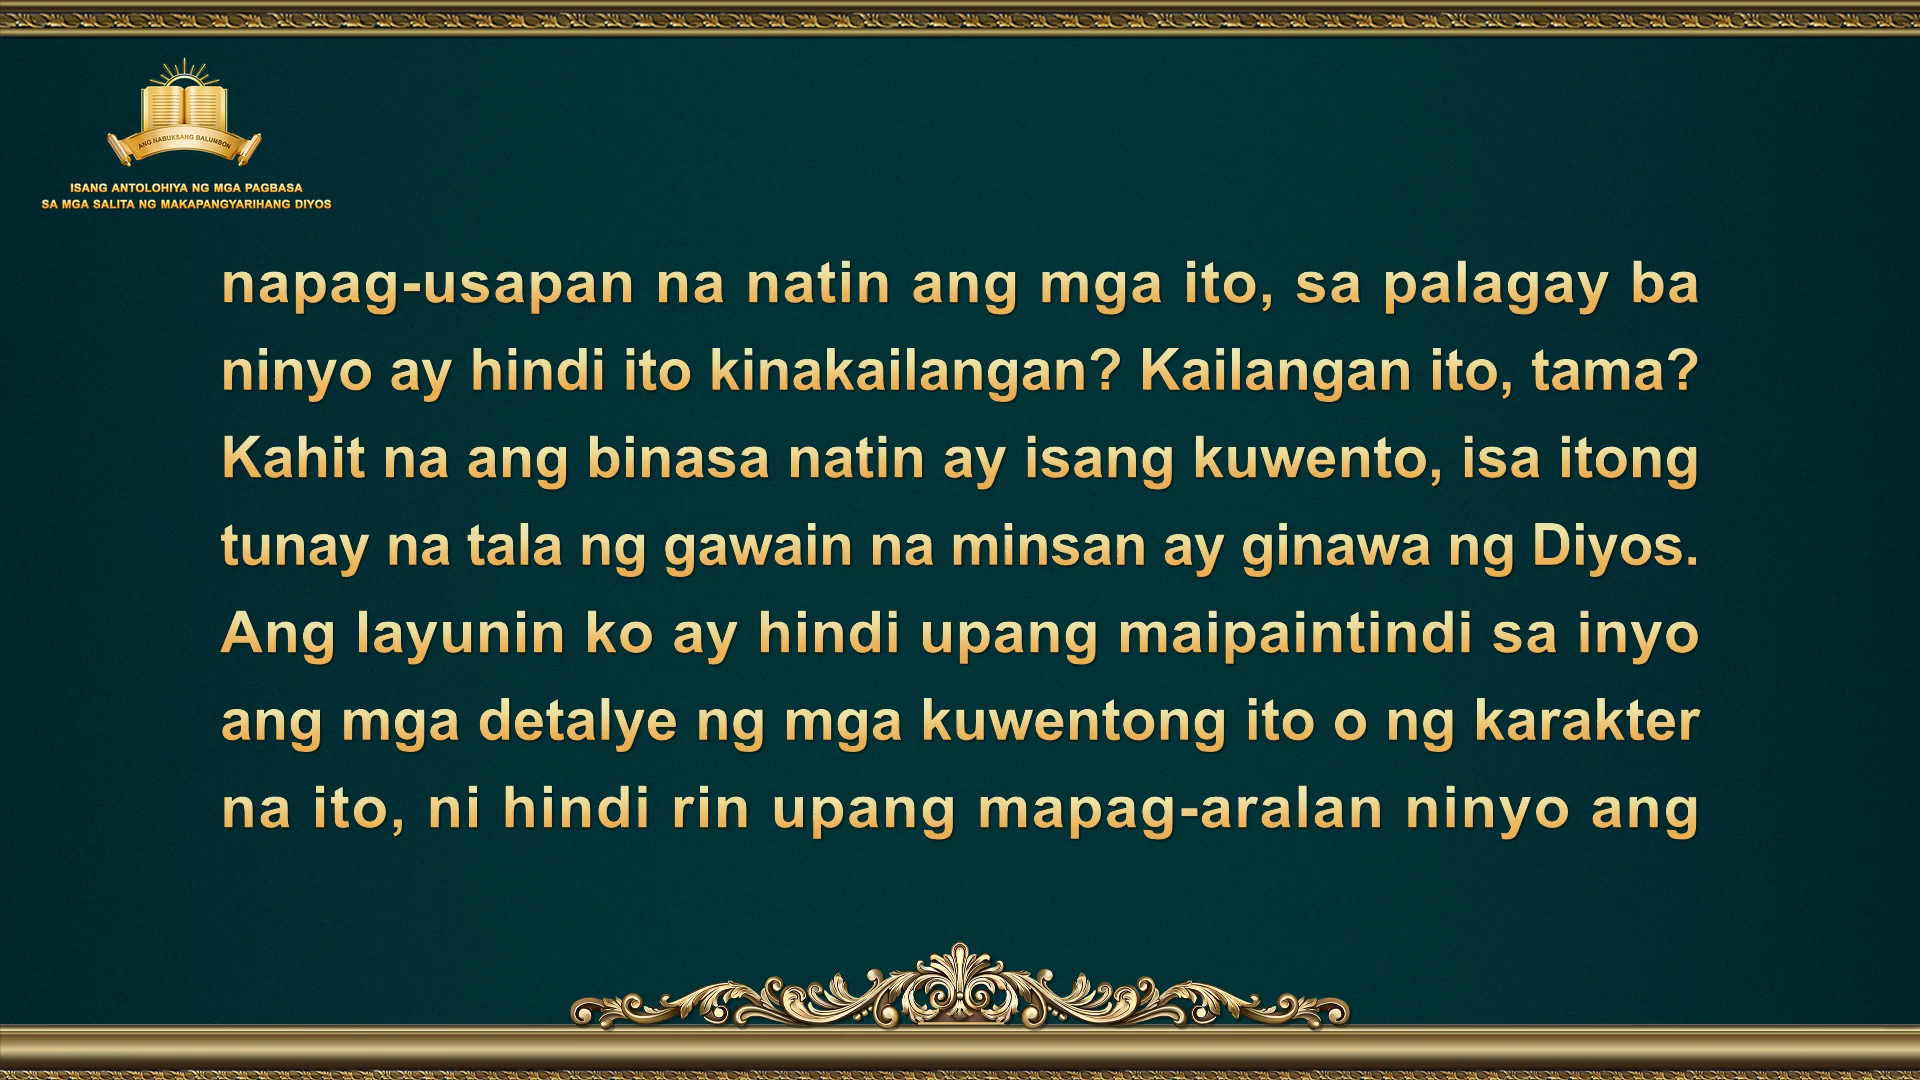 ANG NABUKSANG BALUMBON
ISANG ANTOLOHIYA NG MGA PAGBASA
SA MGA SALITA NG MAKAPANGYARIHANG DIYOS
napag-usapan na natin ang mga ito, sa palagay ba
ninyo ay hindi ito kinakailangan? Kailangan ito, tama?
Kahit na ang binasa natin ay isang kuwento, isa itong
tunay na tala ng gawain na minsan ay ginawa ng Diyos.
Ang layunin ko ay hindi upang maipaintindi sa inyo
ang mga detalye ng mga kuwentong ito o ng karakter
na ito, ni hindi rin upang mapag-aralan ninyo ang